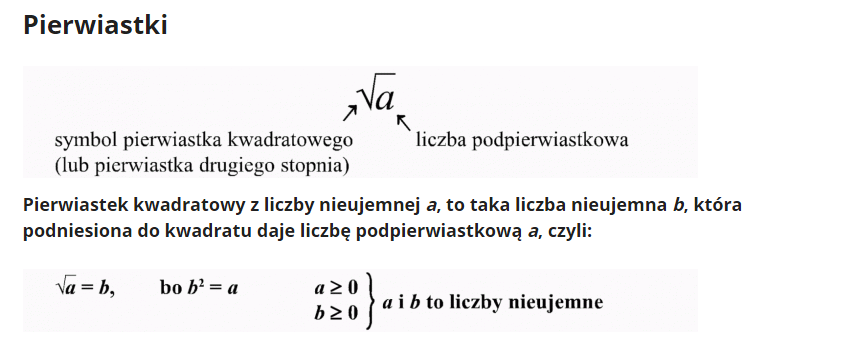 Pierwiastki
√a
symbol pierwiastka kwadratowego
(lub pierwiastka drugiego stopnia)
liczba podpierwiastkowa
Pierwiastek kwadratowy z liczby nieujemnej a, to taka liczba nieujemna b, która
podniesiona do kwadratu daje liczbę podpierwiastkową a, czyli:
√a = b, bo b² = a
a ≥ 0
b ≥ 0
} a i b to liczby nieujemne